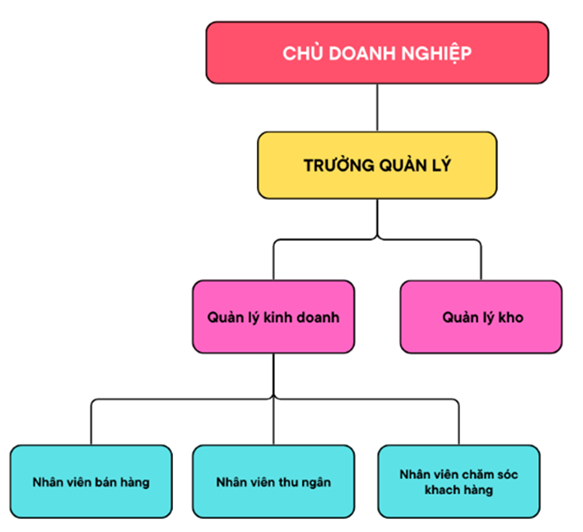 CHỦ DOANH NGHIỆP
TRƯỜNG QUẢN LÝ
Quản lý kinh doanh
Quản lý kho
Nhân viên bán hàng
Nhân viên thu ngân
Nhân viên chăm sóc
khách hàng